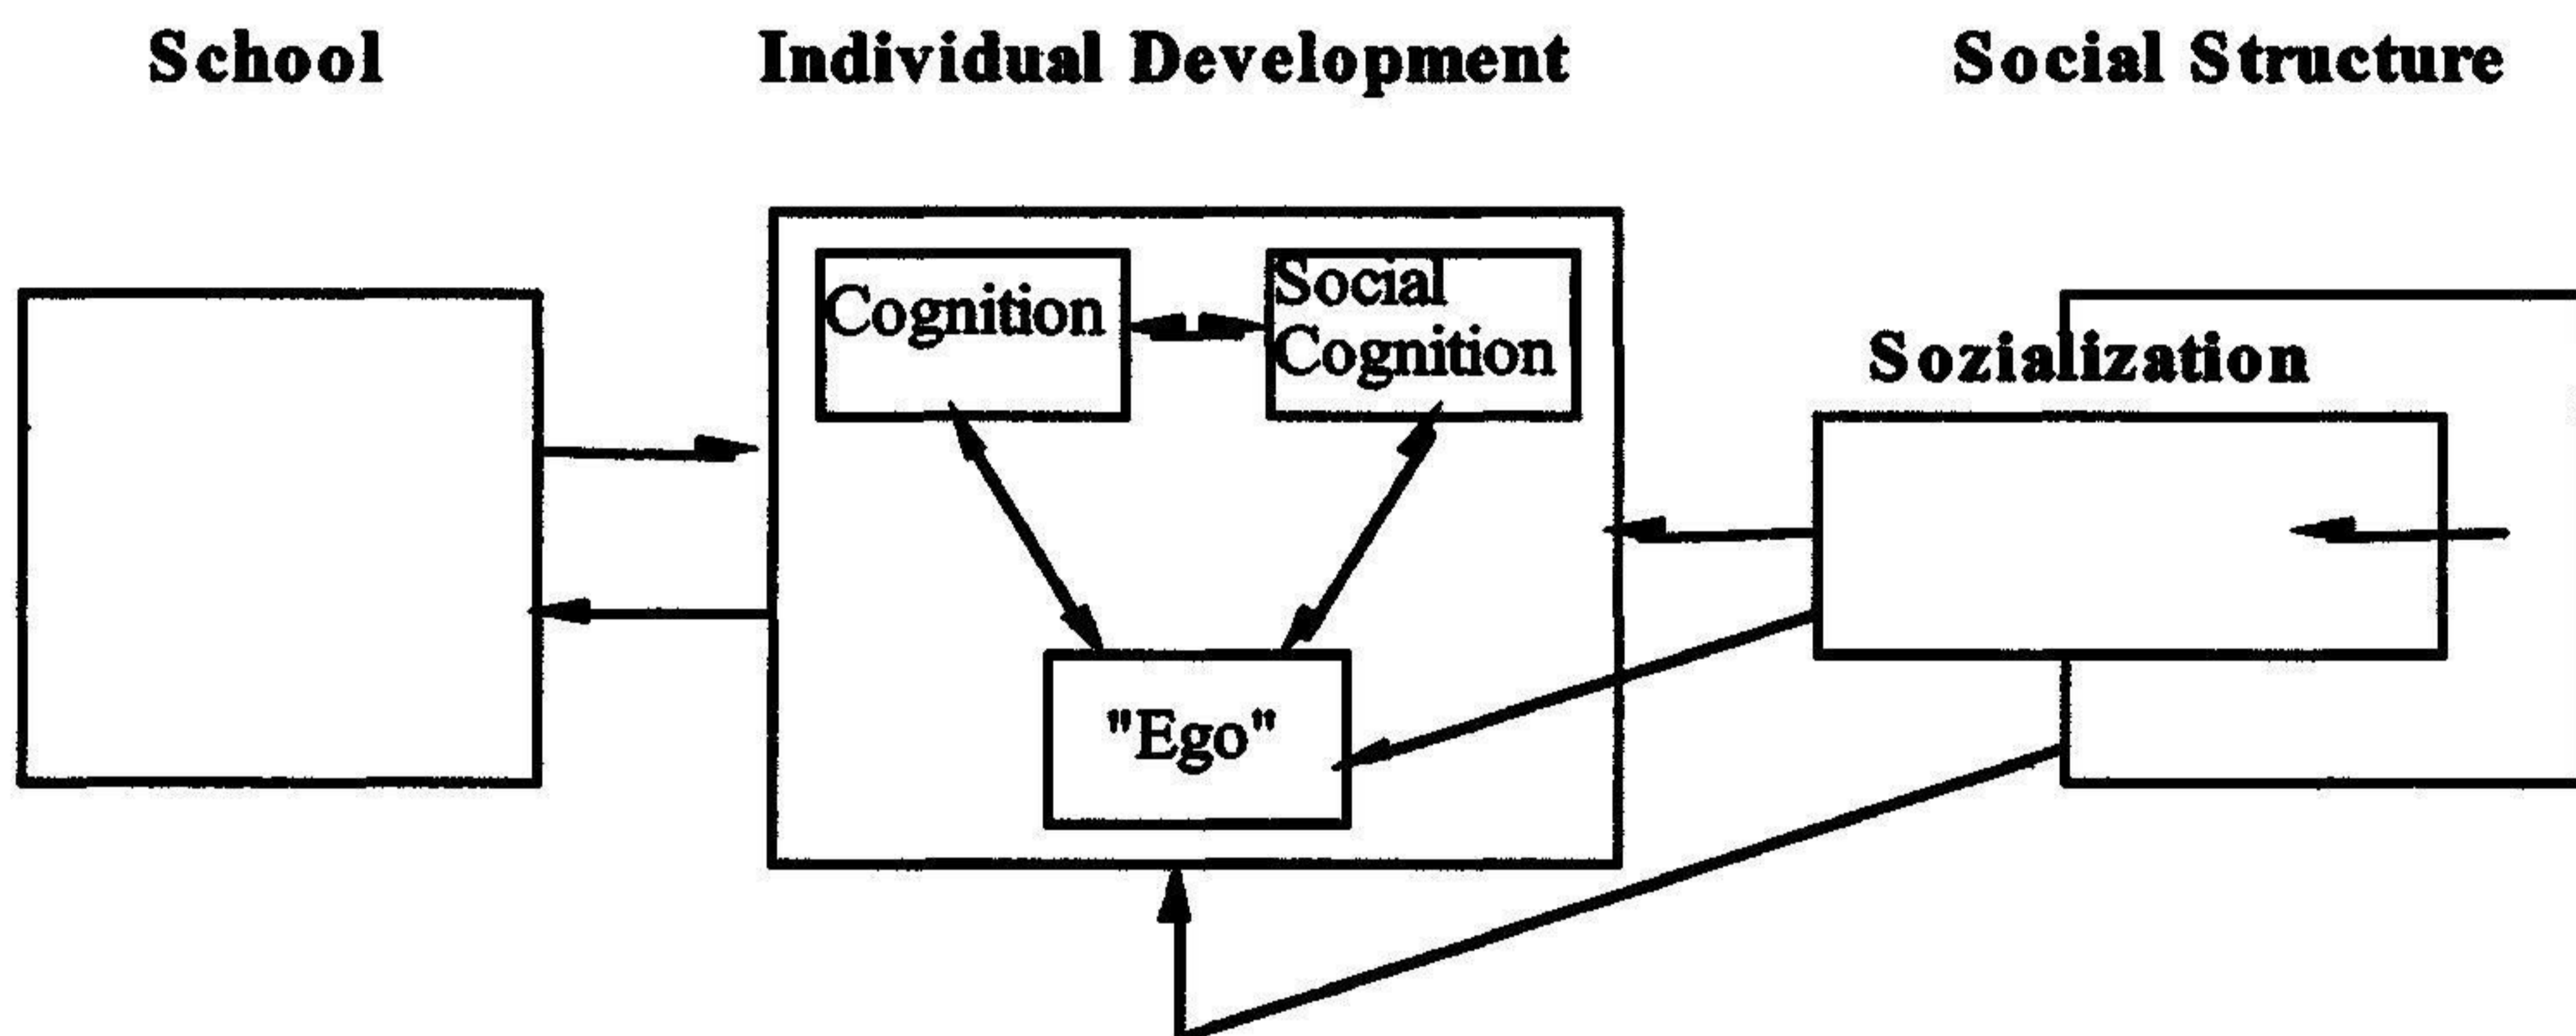 School
Individual Development
Social Structure
Cognition
Social
Cognition
Sozialization
"Ego"